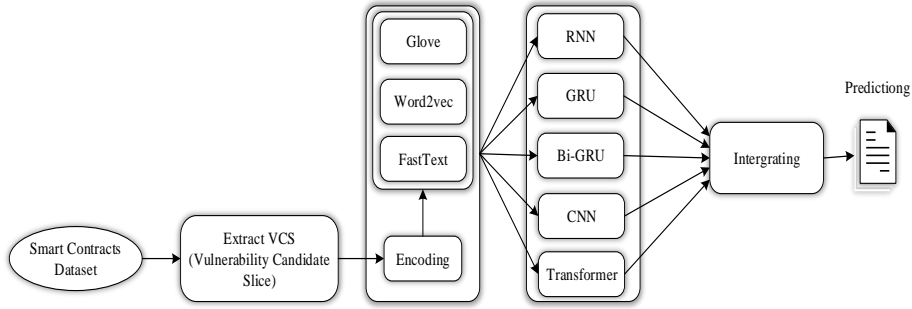 Smart Contracts
Dataset
Extract VCS
(Vulnerability Candidate
Slice)
Glove
Word2vec
FastText
Encoding
RNN
GRU
Bi-GRU
CNN
Transformer
Intergrating
Predictiong